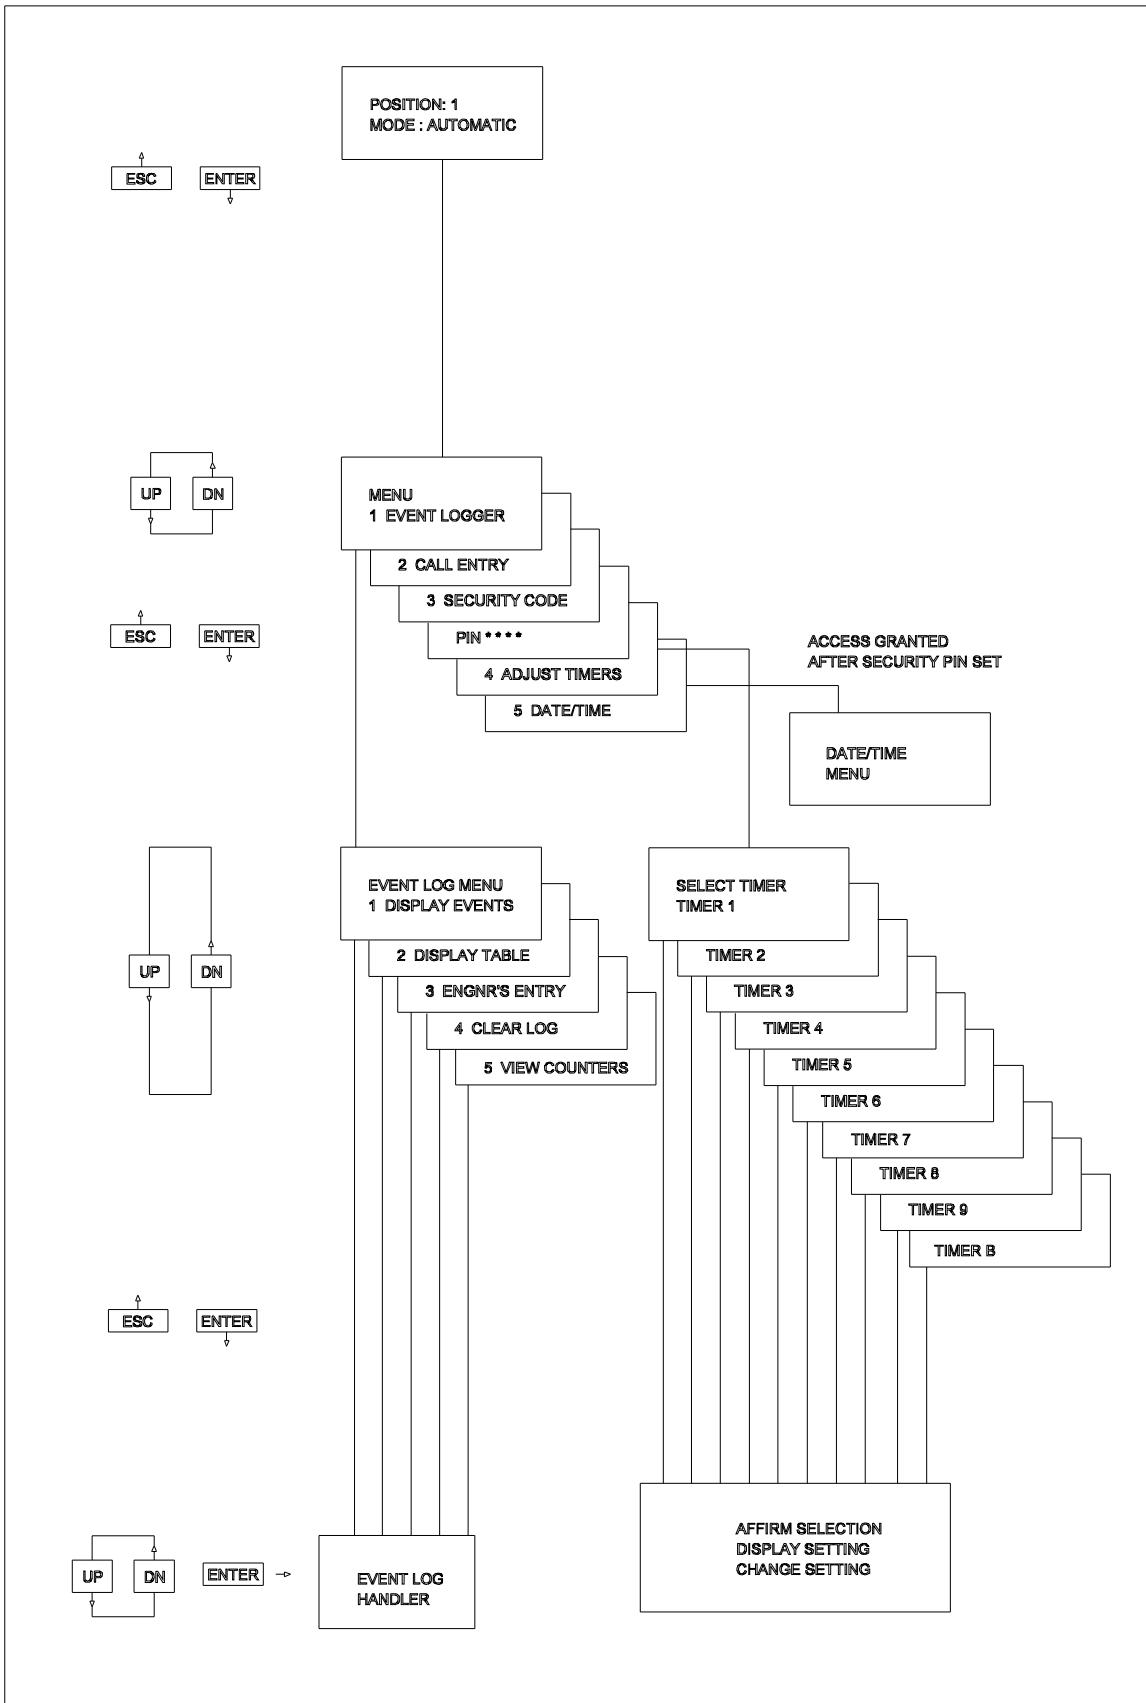 POSITION: 1
MODE : AUTOMATIC
ESC
ENTER
UP
DN
MENU
1 EVENT LOGGER
2 CALL ENTRY
3 SECURITY CODE
PIN * * * *
4 ADJUST TIMERS
5 DATE/TIME
ESC
ENTER
ACCESS GRANTED
AFTER SECURITY PIN SET
DATE/TIME
MENU
UP
DN
EVENT LOG MENU
1 DISPLAY EVENTS
2 DISPLAY TABLE
3 ENGNR'S ENTRY
4 CLEAR LOG
5 VIEW COUNTERS
SELECT TIMER
TIMER 1
TIMER 2
TIMER 3
TIMER 4
TIMER 5
TIMER 6
TIMER 7
TIMER 8
TIMER 9
TIMER B
ESC
ENTER
UP
DN
ENTER
EVENT LOG
HANDLER
AFFIRM SELECTION
DISPLAY SETTING
CHANGE SETTING